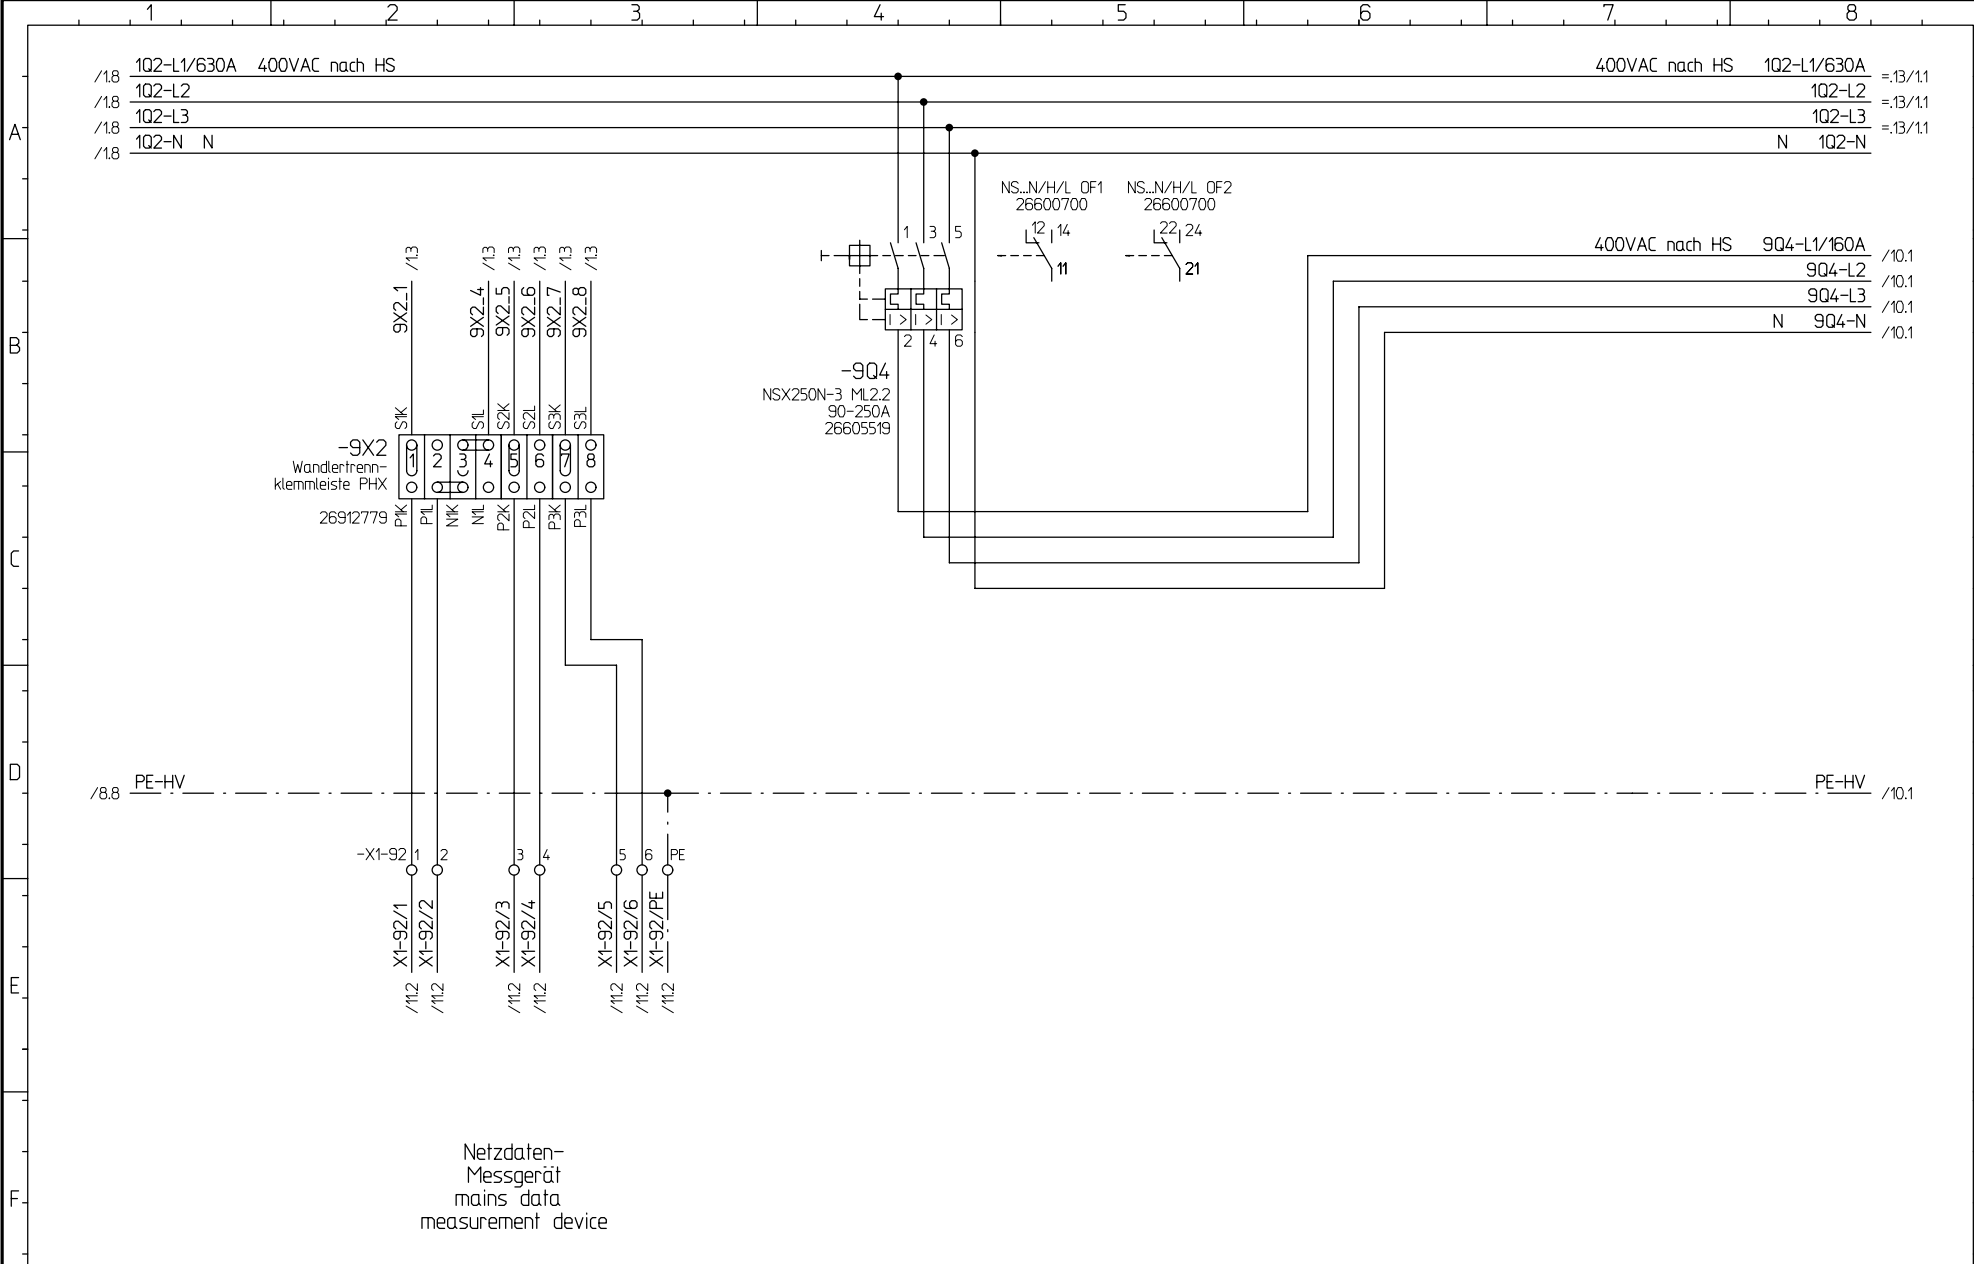 1 2 3 4 5 6 7 8
/1.8 1Q2-L1/630A 400VAC nach HS 400VAC nach HS 1Q2-L1/630A =.13/1.1
/1.8 1Q2-L2 1Q2-L2 =.13/1.1
/1.8 1Q2-L3 1Q2-L3 =.13/1.1
A
/1.8 1Q2-N N N 1Q2-N
NS...N/H/L OF1 NS...N/H/L OF2
26600700 26600700
1 3 5 12 14 22 24
11 21
400VAC nach HS 9Q4-L1/160A /10.1
9Q4-L2 /10.1
9Q4-L3 /10.1
N 9Q4-N /10.1
/1.3 /1.3 /1.3 /1.3 /1.3 /1.3
9X2_1 9X2_4 9X2_5 9X2_6 9X2_7 9X2_8
I > I > I >
2 4 6
B
-9Q4
NSX250N-3 ML2.2
90-250A
26605519
S1K S1L S2K S2L S3K S3L
-9X2
Wandlertrenn-
klemmleiste PHX
1 2 3 4 5 6 7 8
26912779
P1K P1L N1K N1L P2K P2L P3K P3L
C
D
/8.8 PE-HV PE-HV /10.1
-X1-92 1 2 3 4 5 6 PE
X1-92/1 X1-92/2 X1-92/3 X1-92/4 X1-92/5 X1-92/6 X1-92/PE
/11.2 /11.2 /11.2 /11.2 /11.2 /11.2 /11.2
E
Netzdaten-
Messgerät
mains data
measurement device
F